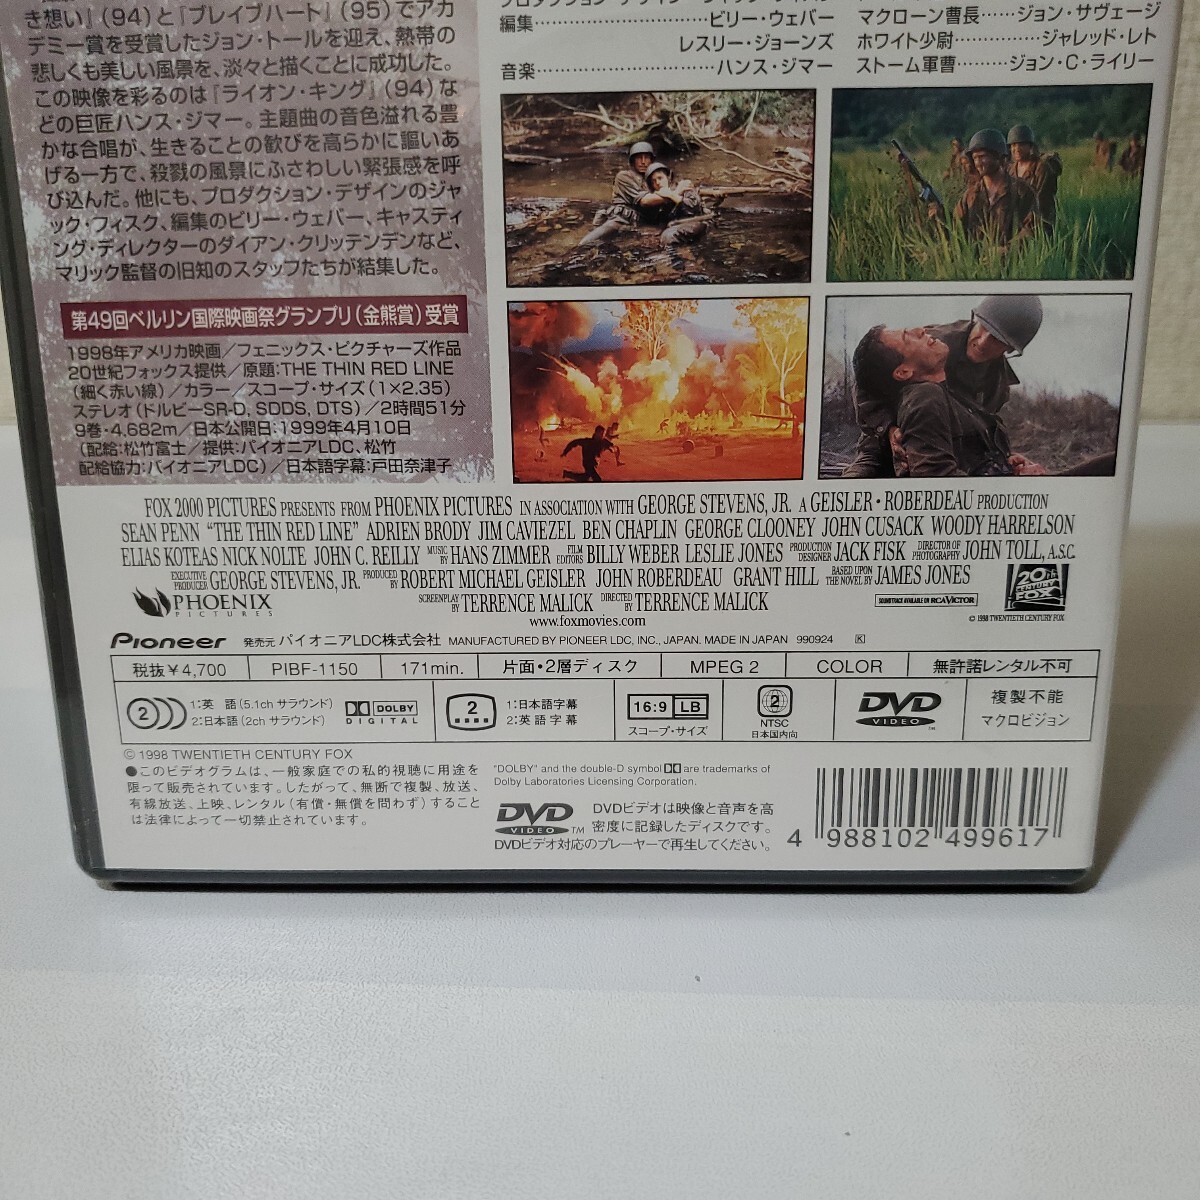 き想い』(94)と『ブレイブハート』(95)でアカ
デミー賞を受賞したジョン・トールを迎え、熱帯の
悲しくも美しい風景を、淡々と描くことに成功した。
この映像を彩るのは『ライオン・キング』(94)な
どの巨匠ハンス・ジマー。主題曲の音色溢れる豊
かな合唱が、生きることの歓びを高らかに謳いあ
げる一方で、殺戮の風景にふさわしい緊張感を呼
び込んだ。他にも、プロダクション・デザインのジャ
ック・フィスク、編集のビリー・ウェバー、キャスティ
ング・ディレクターのダイアン・クリッテンデンなど、
マリック監督の旧知のスタッフたちが結集した。
第49回ベルリン国際映画祭グランプリ(金熊賞)受賞
1998年アメリカ映画/フェニックス・ピクチャーズ作品
20世紀フォックス提供/原題:THE THIN RED LINE
(細く赤い線)/カラー/スコープ・サイズ(1×2.35)
ステレオ(ドルビーSR-D, SDDS, DTS)/2時間51分
9巻・4,682m/日本公開日:1999年4月10日
(配給:松竹富士/提供:パイオニアLDC、松竹
配給協力:パイオニアLDC)/日本語字幕:戸田奈津子
編集……………………ビリー・ウェバー
レスリー・ジョーンズ
音楽…………………………ハンス・ジマー
マクローン曹長……ジョン・サヴェージ
ホワイト少尉……………ジャレッド・レト
ストーム軍曹………ジョン・C・ライリー
FOX 2000 PICTURES PRESENTS FROM PHOENIX PICTURES IN ASSOCIATION WITH GEORGE STEVENS, JR. A GEISLER・ROBERDEAU PRODUCTION
SEAN PENN "THE THIN RED LINE" ADRIEN BRODY JIM CAVIEZEL BEN CHAPLIN GEORGE CLOONEY JOHN CUSACK WOODY HARRELSON
ELIAS KOTEAS NICK NOLTE JOHN C. REILLY MUSIC BY HANS ZIMMER FILM EDITORS BILLY WEBER LESLIE JONES PRODUCTION DESIGNER JACK FISK DIRECTOR OF PHOTOGRAPHY JOHN TOLL, A.S.C.
EXECUTIVE PRODUCER GEORGE STEVENS, JR. PRODUCED BY ROBERT MICHAEL GEISLER JOHN ROBERDEAU GRANT HILL BASED UPON THE NOVEL BY JAMES JONES
SCREENPLAY BY TERRENCE MALICK DIRECTED BY TERRENCE MALICK
PHOENIX
PICTURES
www.foxmovies.com
SOUNDTRACK AVAILABLE ON RCA VICTOR
20th CENTURY FOX
© 1998 TWENTIETH CENTURY FOX
Pioneer 発売元 パイオニアLDC株式会社 MANUFACTURED BY PIONEER LDC, INC., JAPAN. MADE IN JAPAN 990924 K
税抜¥4,700 PIBF-1150 171min. 片面・2層ディスク MPEG 2 COLOR 無許諾レンタル不可
2 1:英語(5.1ch サラウンド)
2:日本語(2ch サラウンド)
DOLBY
DIGITAL
2 1:日本語字幕
2:英語字幕
16:9 LB
スコープ・サイズ
2
NTSC
日本国内向
DVD
VIDEO
TM
複製不能
マクロビジョン
© 1998 TWENTIETH CENTURY FOX
●このビデオグラムは、一般家庭での私的視聴に用途を
限って販売されています。したがって、無断で複製、放送、
有線放送、上映、レンタル(有償・無償を問わず)すること
は法律によって一切禁止されています。
"DOLBY" and the double-D symbol are trademarks of
Dolby Laboratories Licensing Corporation.
DVD
VIDEO TM
DVDビデオは映像と音声を高
密度に記録したディスクです。
DVDビデオ対応のプレーヤーで再生してください。
4 988102 499617